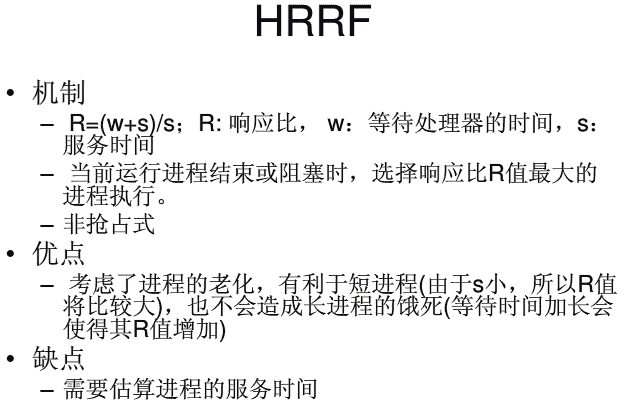 HRRF
• 机制
– R=(w+s)/s；R: 响应比， w：等待处理器的时间，s：
服务时间
– 当前运行进程结束或阻塞时，选择响应比R值最大的
进程执行。
– 非抢占式
• 优点
– 考虑了进程的老化，有利于短进程(由于s小，所以R值
将比较大)，也不会造成长进程的饿死(等待时间加长会
使得其R值增加)
• 缺点
– 需要估算进程的服务时间